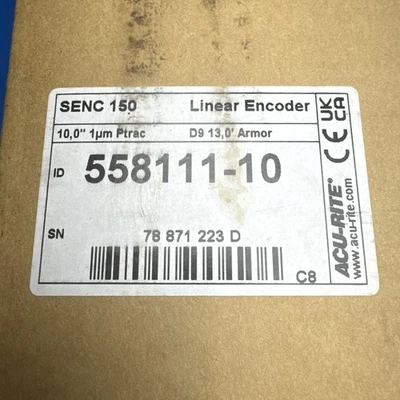 SENC 150 Linear Encoder
10,0" 1µm Ptrac D9 13,0' Armor
ID 558111-10
SN 78 871 223 D
C8
UK
CA
CE
ACU-RITE®
www.acu-rite.com